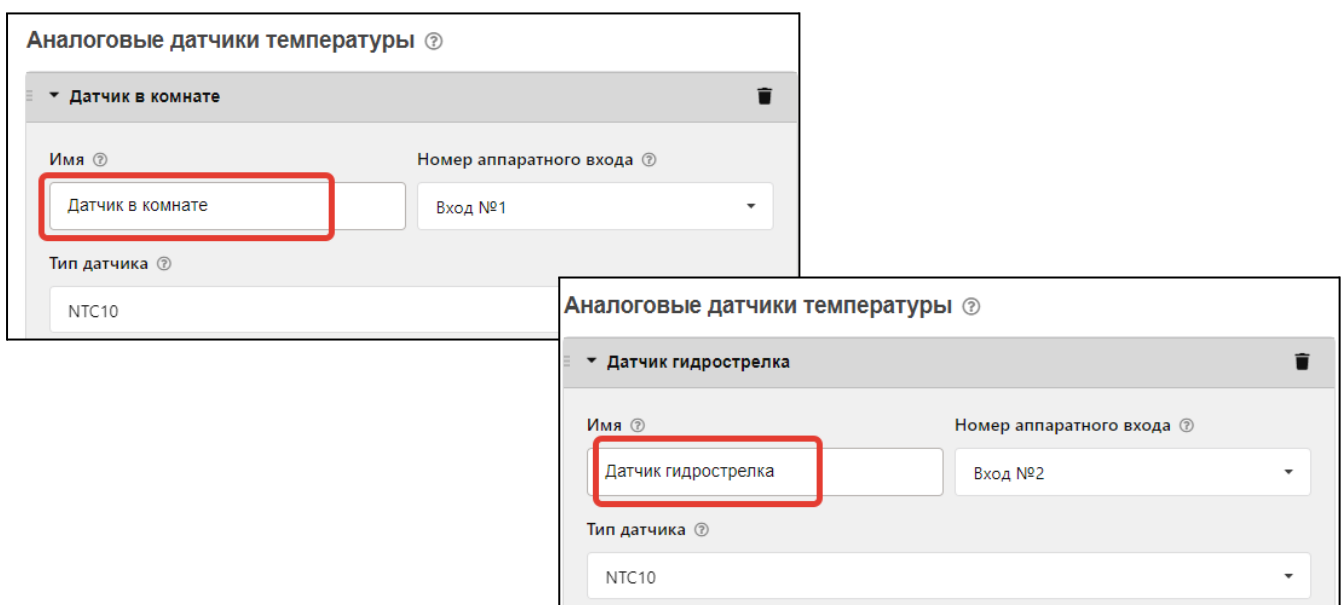 Аналоговые датчики температуры ?
Датчик в комнате
Имя ? Номер аппаратного входа ?
Датчик в комнате Вход №1
Тип датчика ?
NTC10
Аналоговые датчики температуры ?
Датчик гидрострелка
Имя ? Номер аппаратного входа ?
Датчик гидрострелка Вход №2
Тип датчика ?
NTC10